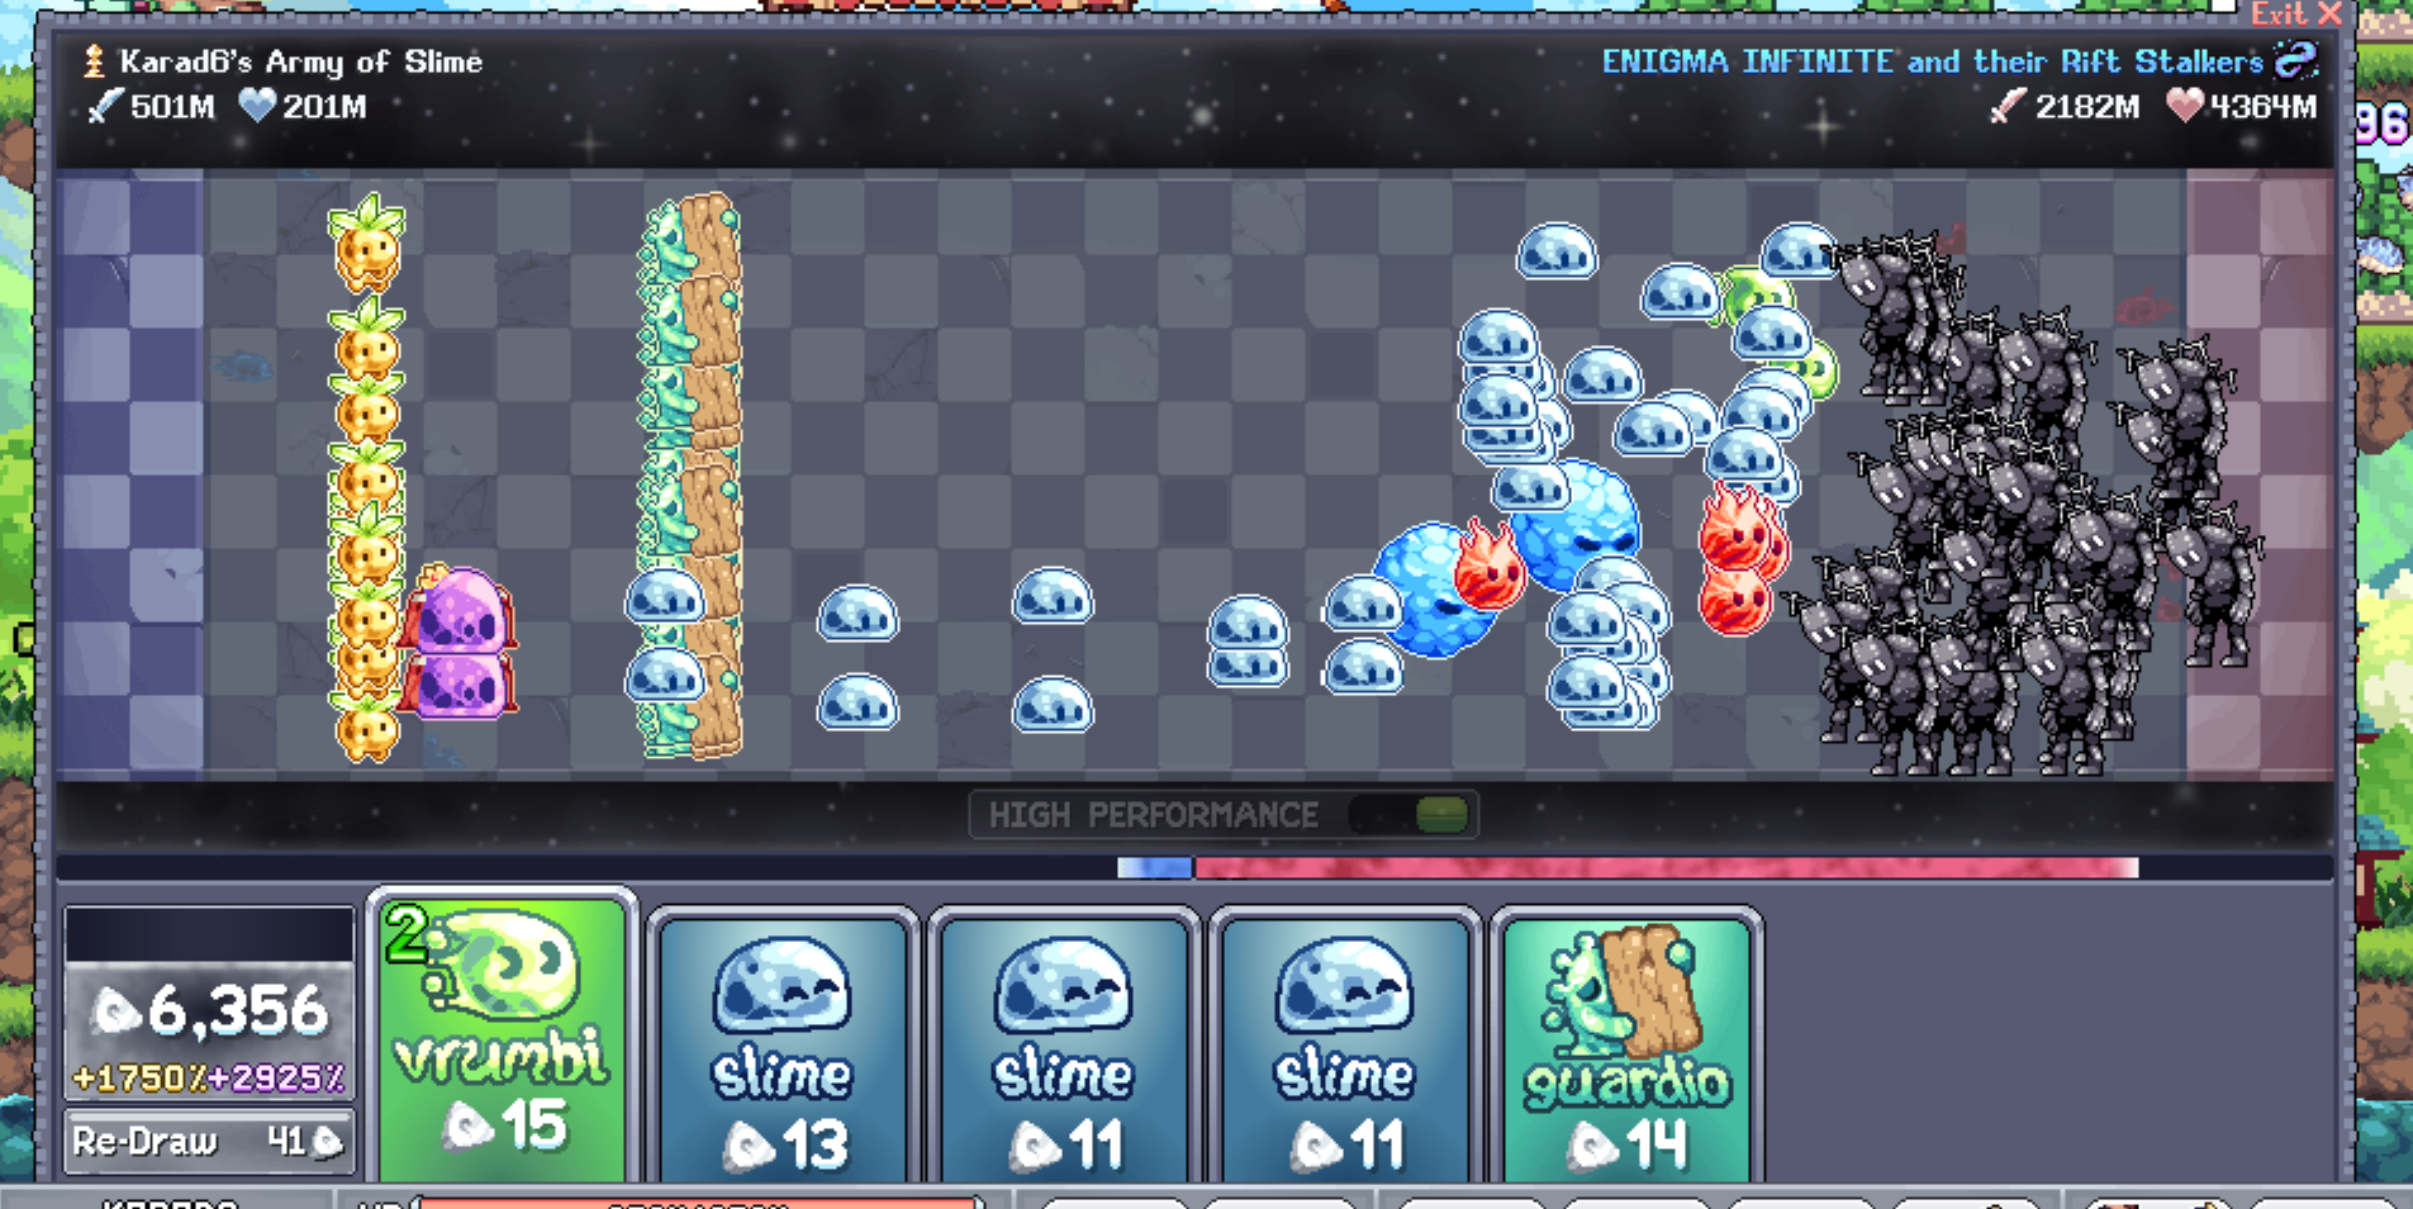 Exit X
Karad6's Army of Slime
501M 201M
ENIGMA INFINITE and their Rift Stalkers
2182M 4364M
96
HIGH PERFORMANCE
6,356
+1750%+2925%
Re-Draw 41
2
vrumbi
15
slime
13
slime
11
slime
11
guardio
14